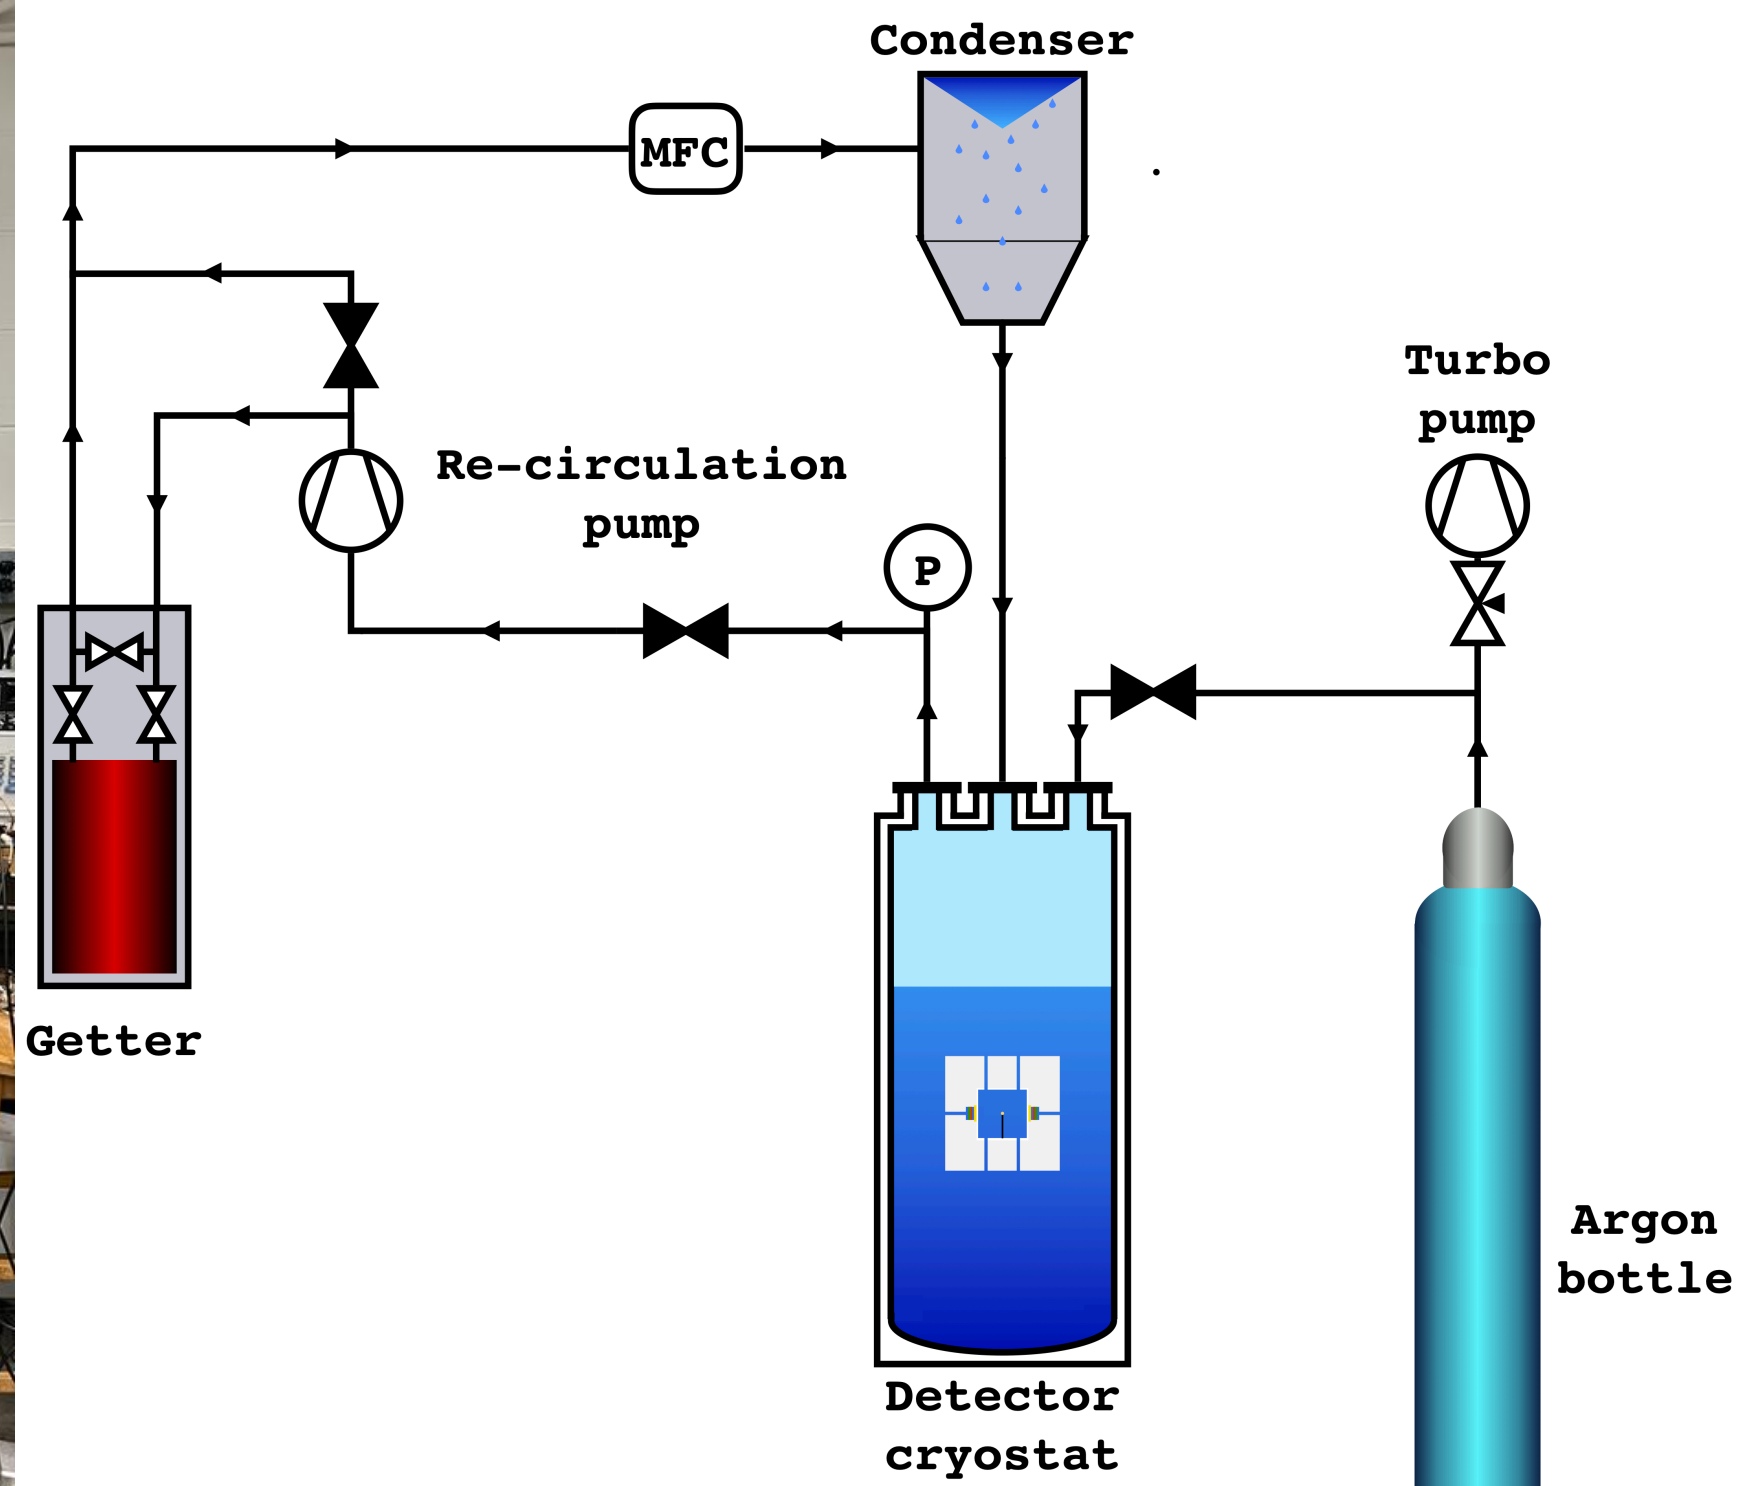 Condenser
MFC
Turbo
pump
Re-circulation
pump
P
Getter
Argon
bottle
Detector
cryostat